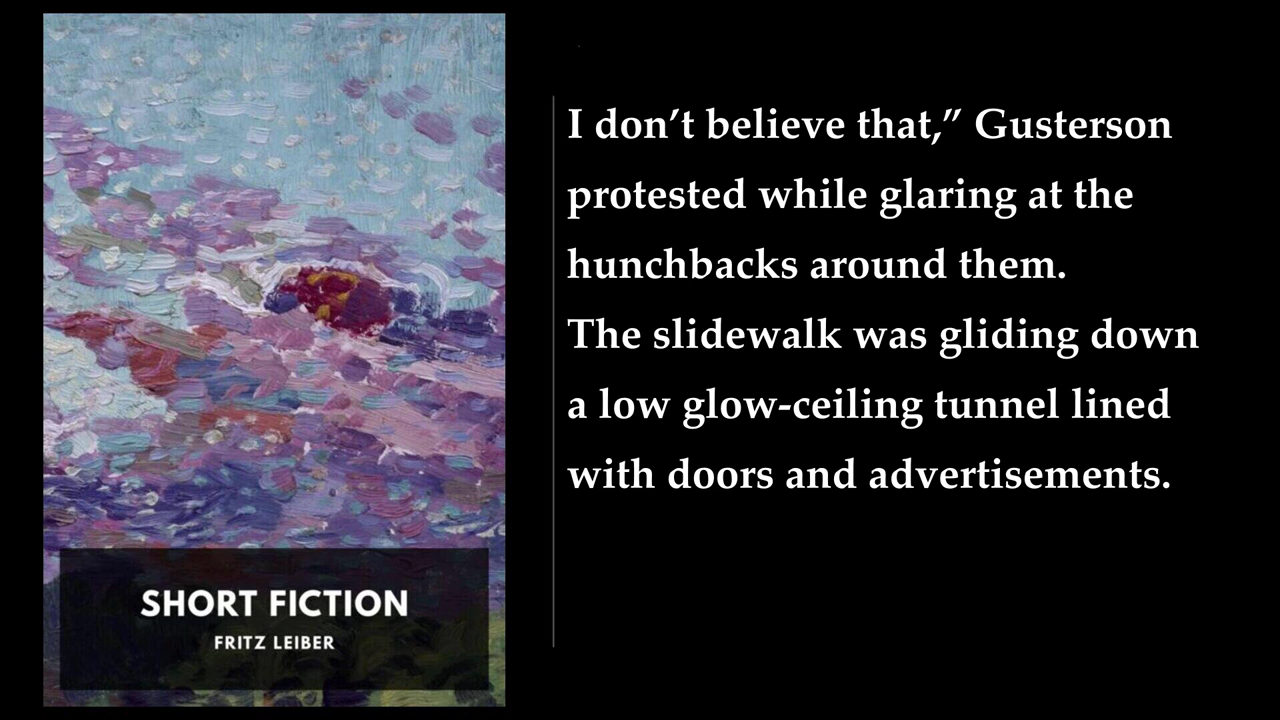 SHORT FICTION
FRITZ LEIBER
I don’t believe that,” Gusterson
protested while glaring at the
hunchbacks around them.
The slidewalk was gliding down
a low glow-ceiling tunnel lined
with doors and advertisements.